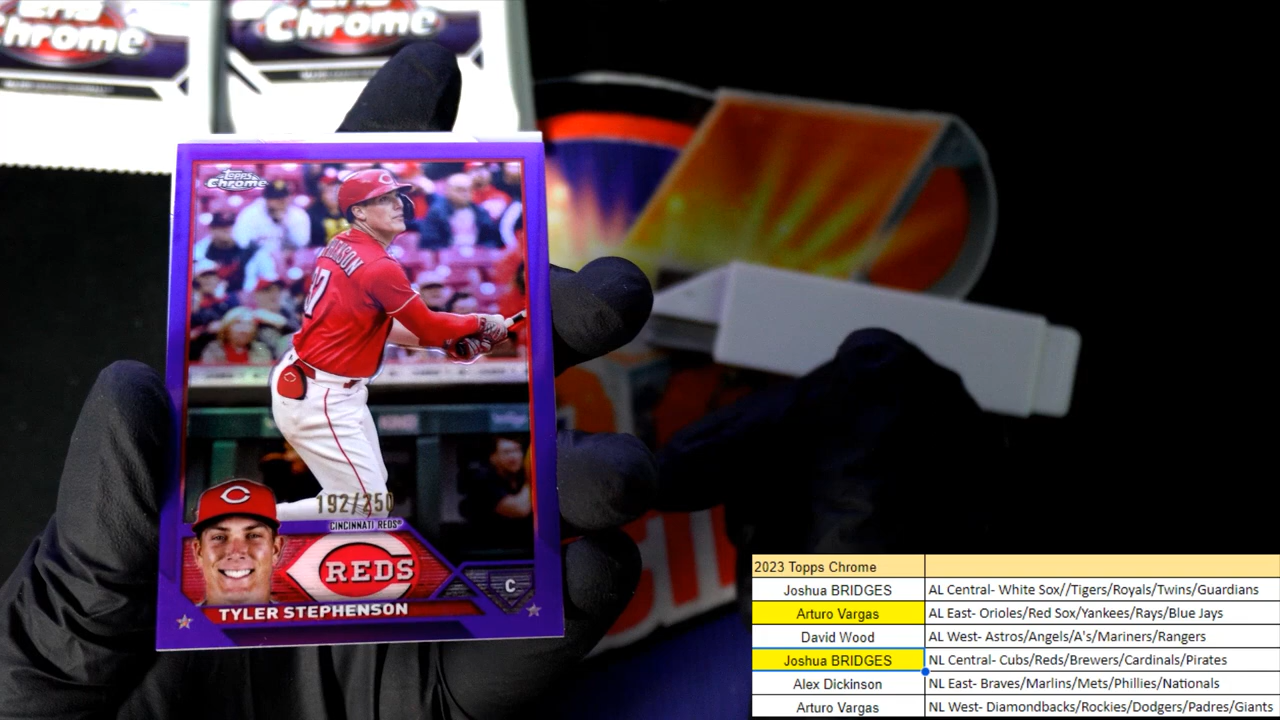 Chrome
Chrome
Topps
Chrome
37
192/250
CINCINNATI REDS®
REDS
C
TYLER STEPHENSON
2023 Topps Chrome
Joshua BRIDGES AL Central- White Sox//Tigers/Royals/Twins/Guardians
Arturo Vargas AL East- Orioles/Red Sox/Yankees/Rays/Blue Jays
David Wood AL West- Astros/Angels/A's/Mariners/Rangers
Joshua BRIDGES NL Central- Cubs/Reds/Brewers/Cardinals/Pirates
Alex Dickinson NL East- Braves/Marlins/Mets/Phillies/Nationals
Arturo Vargas NL West- Diamondbacks/Rockies/Dodgers/Padres/Giants